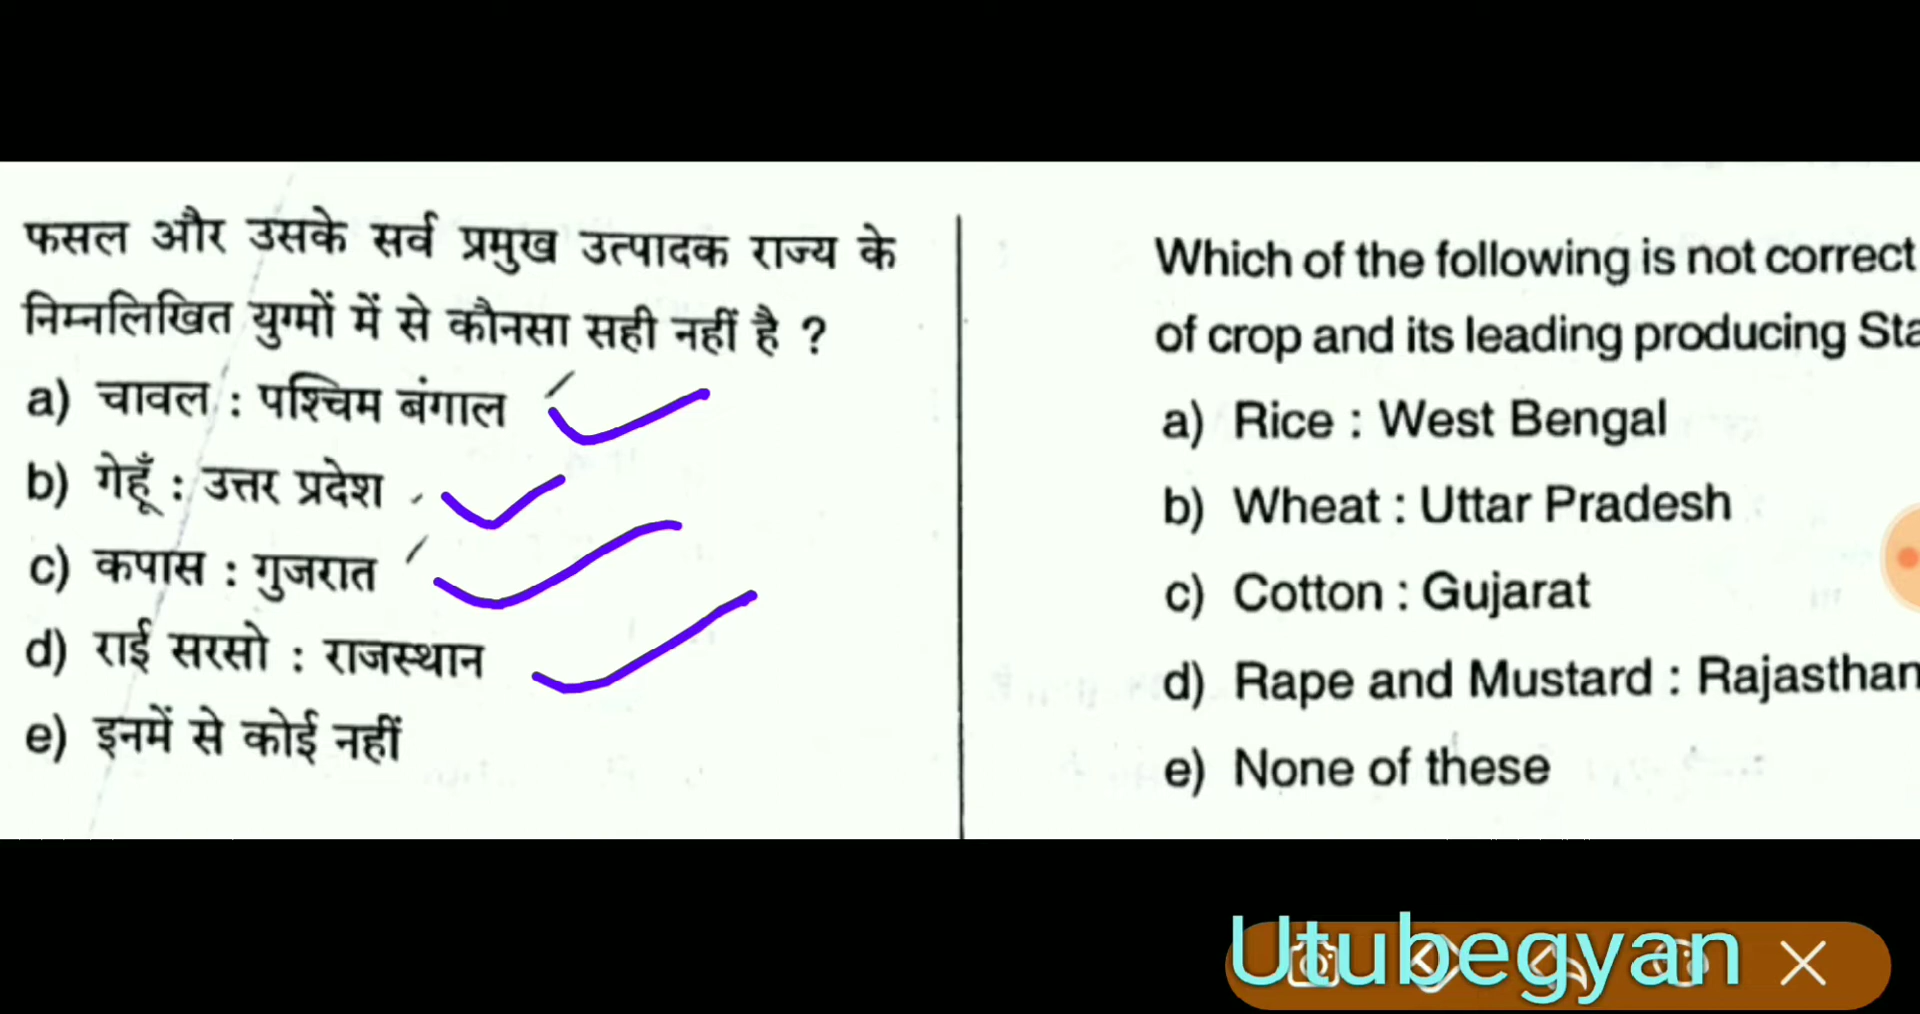 फसल और उसके सर्व प्रमुख उत्पादक राज्य के
निम्नलिखित युग्मों में से कौनसा सही नहीं है ?
a) चावल : पश्चिम बंगाल
b) गेहूँ : उत्तर प्रदेश
c) कपास : गुजरात
d) राई सरसो : राजस्थान
e) इनमें से कोई नहीं
Which of the following is not correct
of crop and its leading producing Sta
a) Rice : West Bengal
b) Wheat : Uttar Pradesh
c) Cotton : Gujarat
d) Rape and Mustard : Rajasthan
e) None of these
Utubegyan